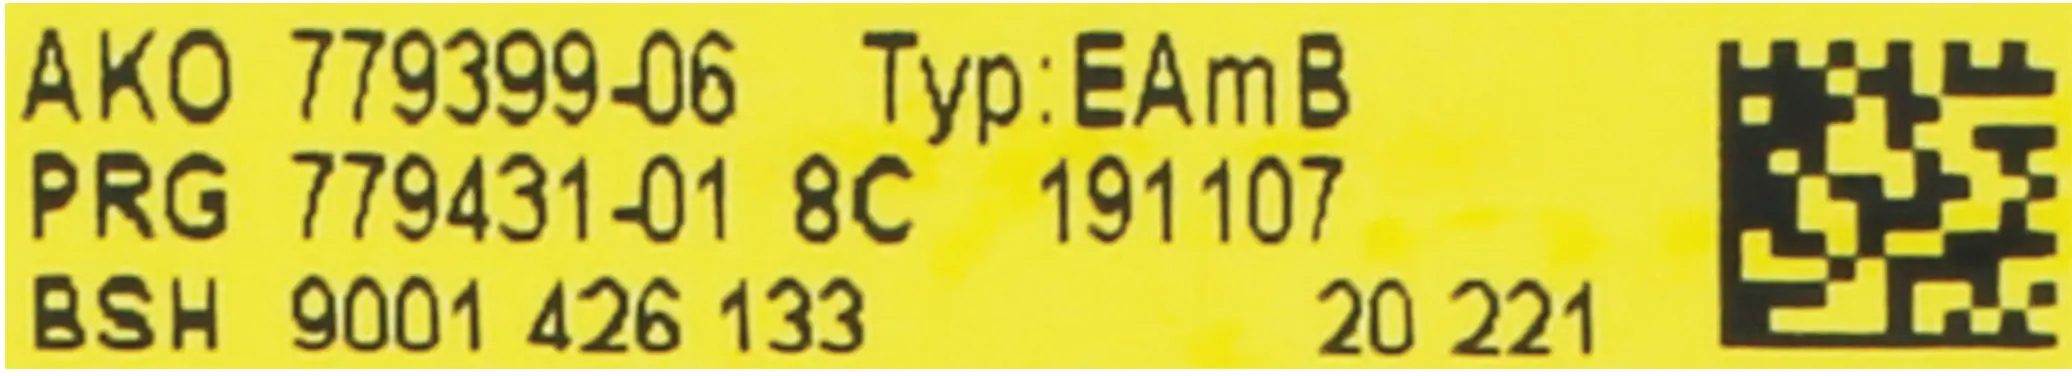 AKO 779399-06 Typ:EAmB
PRG 779431-01 8C 191107
BSH 9001 426 133 20 221